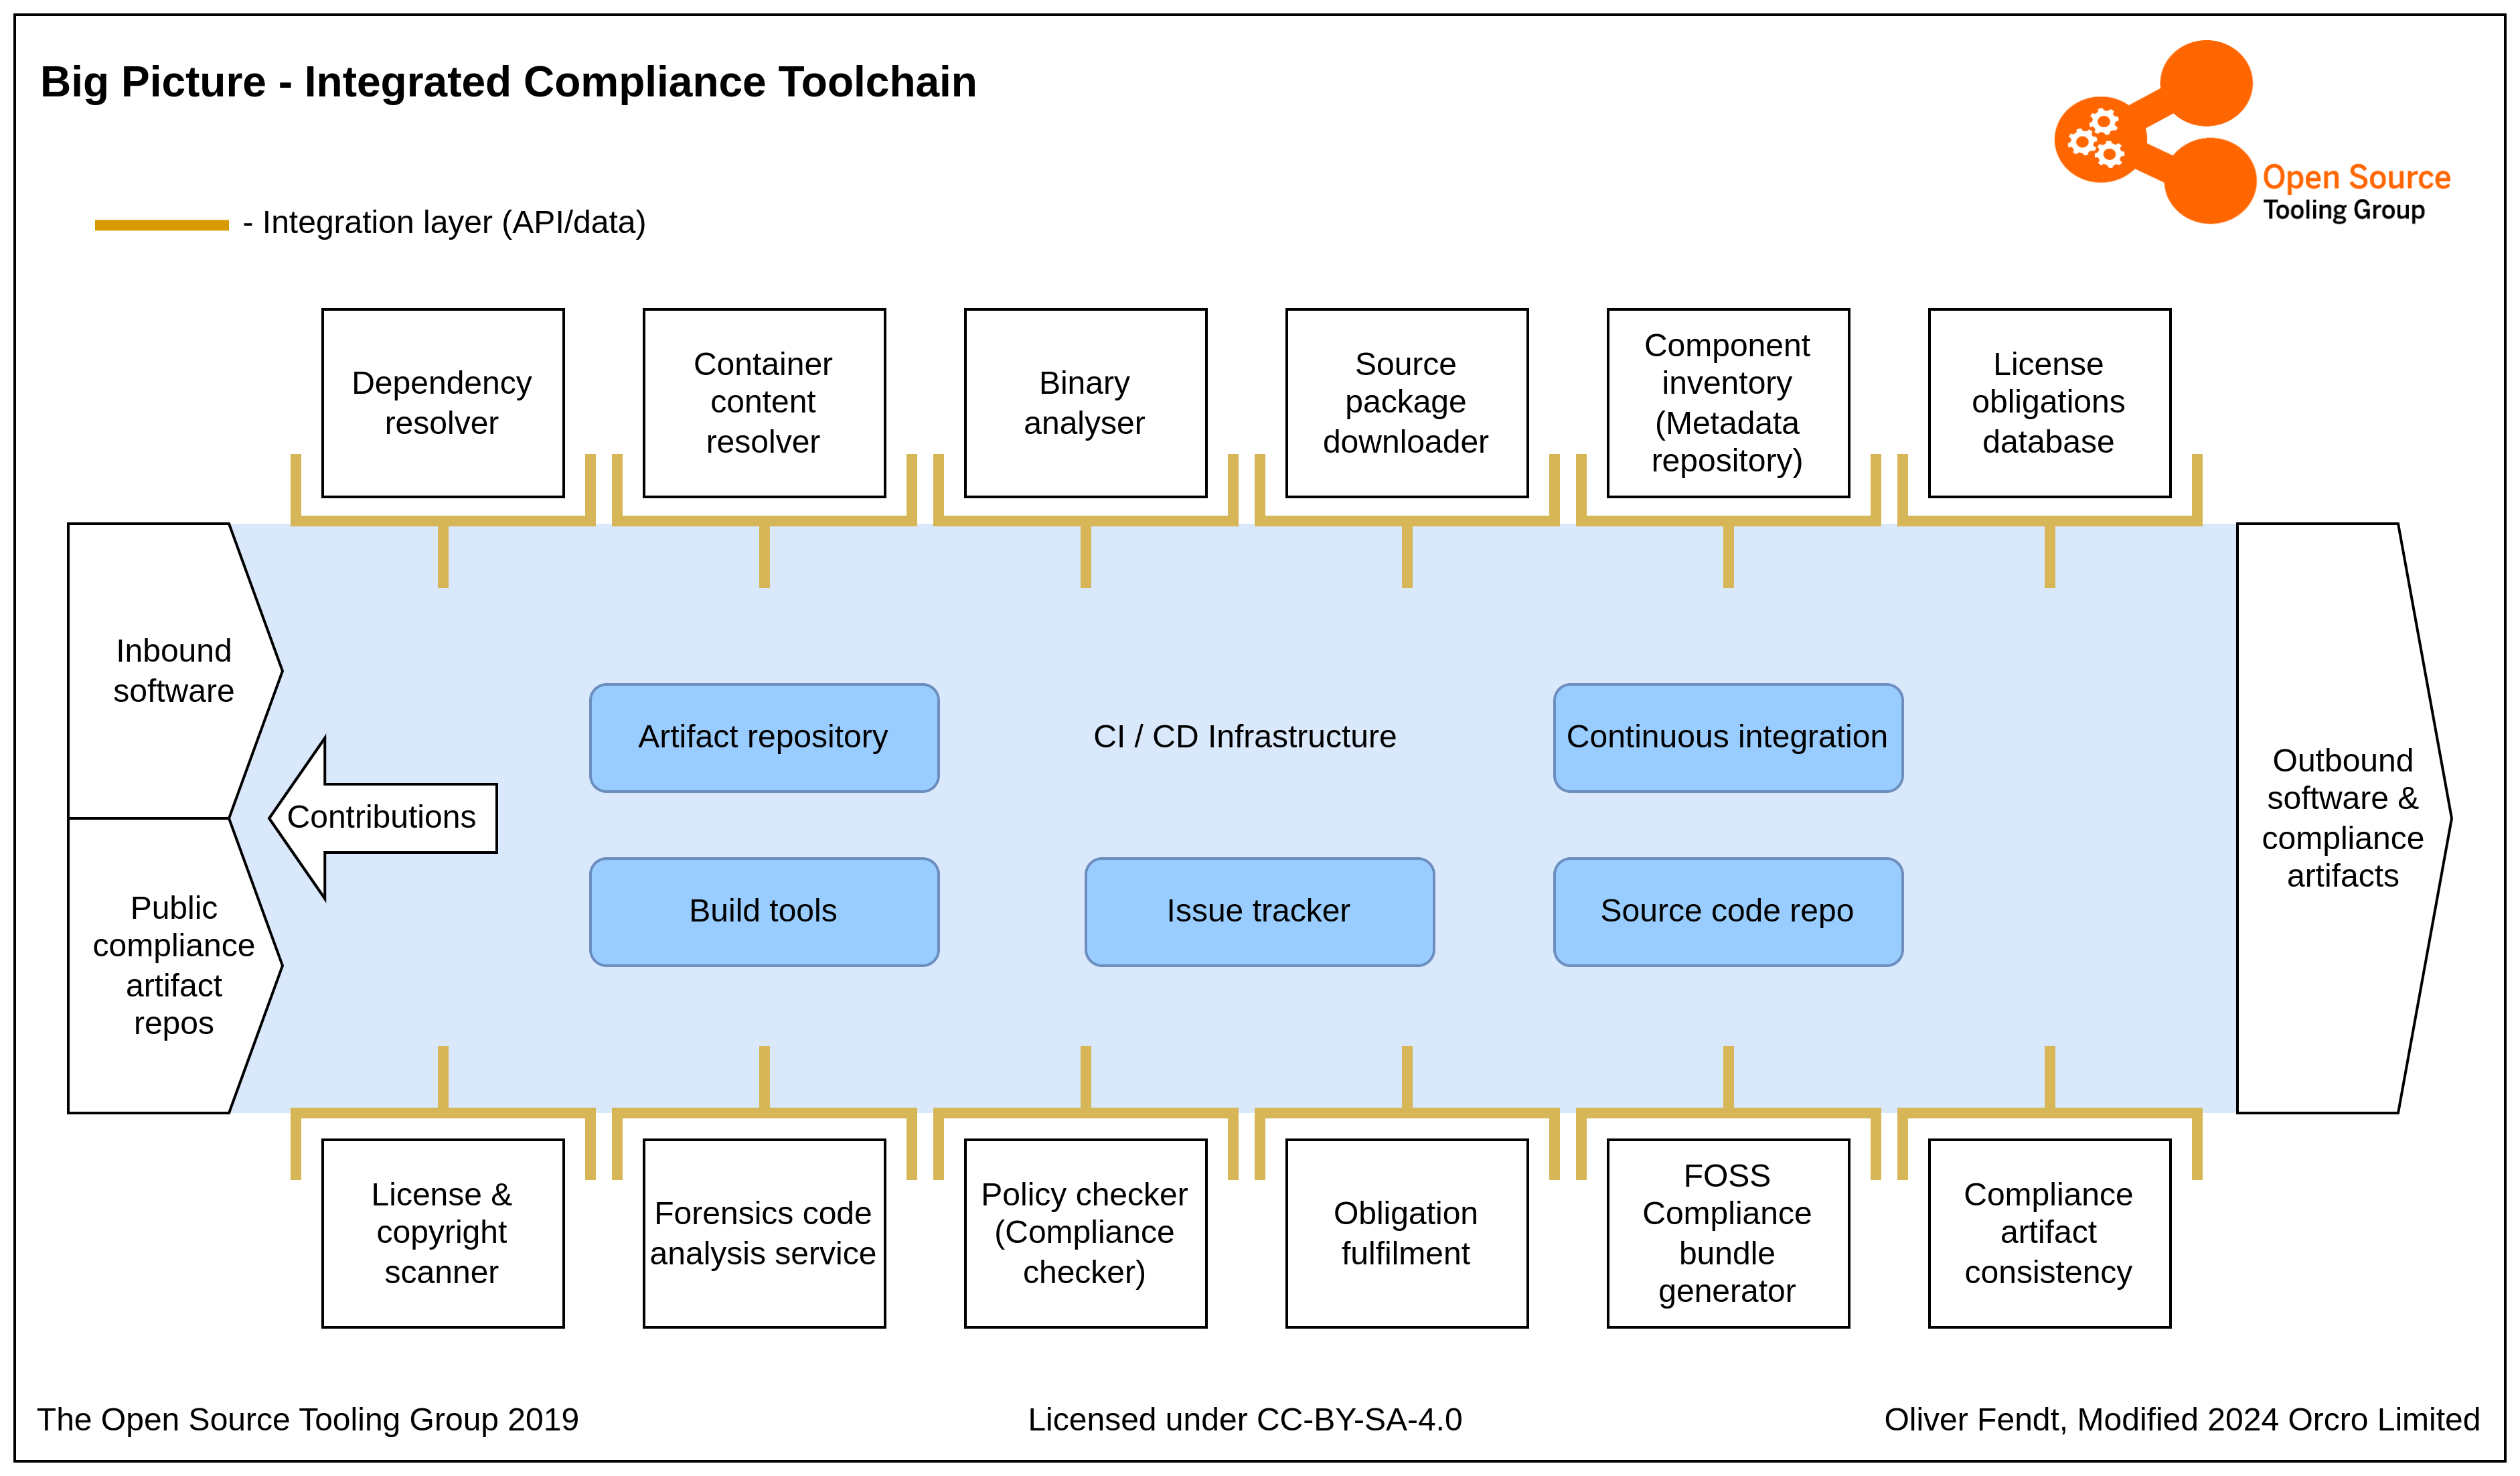 Big Picture - Integrated Compliance Toolchain
Open Source
Tooling Group
- Integration layer (API/data)
Dependency
resolver
Container
content
resolver
Binary
analyser
Source
package
downloader
Component
inventory
(Metadata
repository)
License
obligations
database
Inbound
software
Public
compliance
artifact
repos
Contributions
Artifact repository
CI / CD Infrastructure
Continuous integration
Build tools
Issue tracker
Source code repo
Outbound
software &
compliance
artifacts
License &
copyright
scanner
Forensics code
analysis service
Policy checker
(Compliance
checker)
Obligation
fulfilment
FOSS
Compliance
bundle
generator
Compliance
artifact
consistency
The Open Source Tooling Group 2019
Licensed under CC-BY-SA-4.0
Oliver Fendt, Modified 2024 Orcro Limited